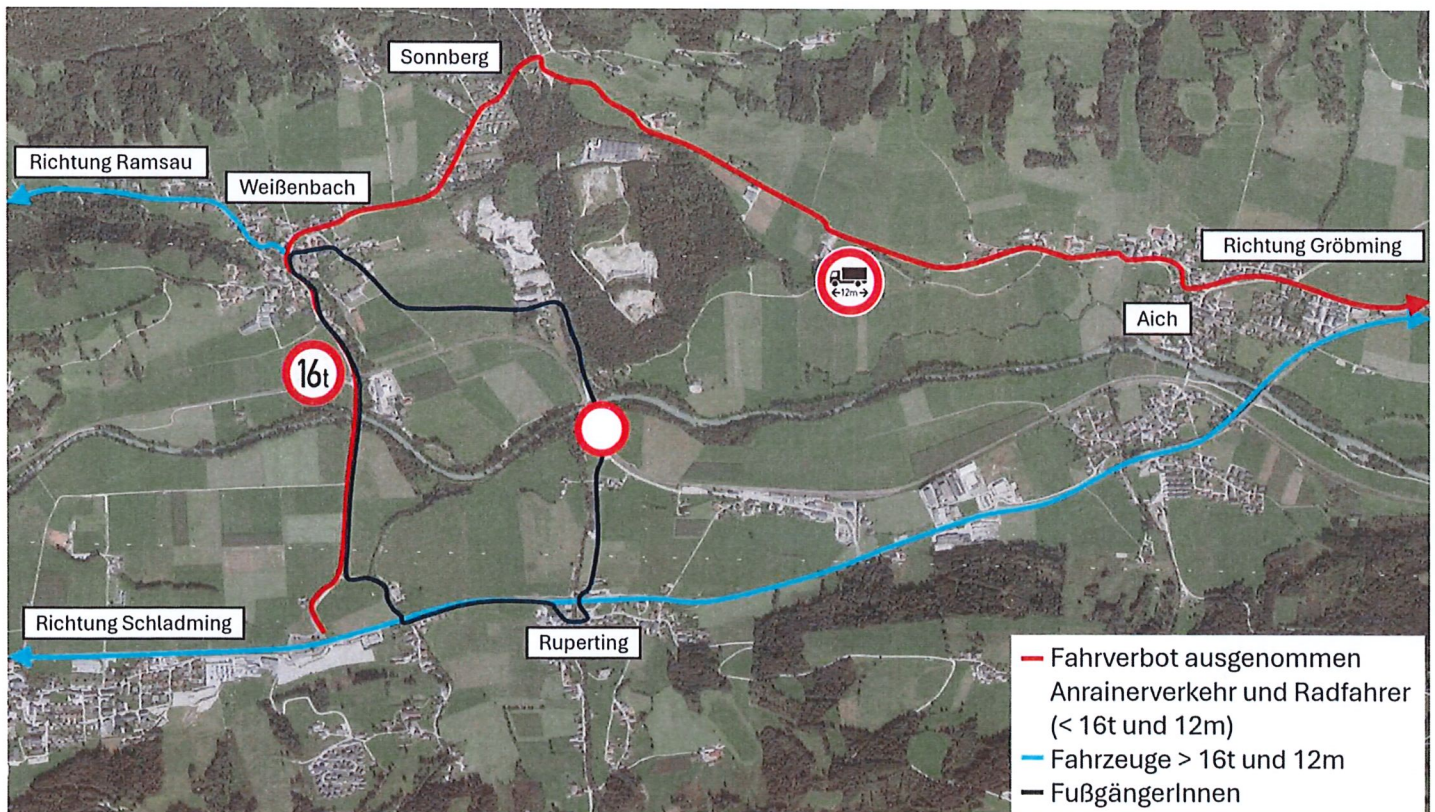 Sonnberg
Richtung Ramsau
Weißenbach
Richtung Gröbming
12m
Aich
16t
Richtung Schladming
Ruperting
Fahrverbot ausgenommen
Anrainerverkehr und Radfahrer
(< 16t und 12m)
Fahrzeuge > 16t und 12m
FußgängerInnen